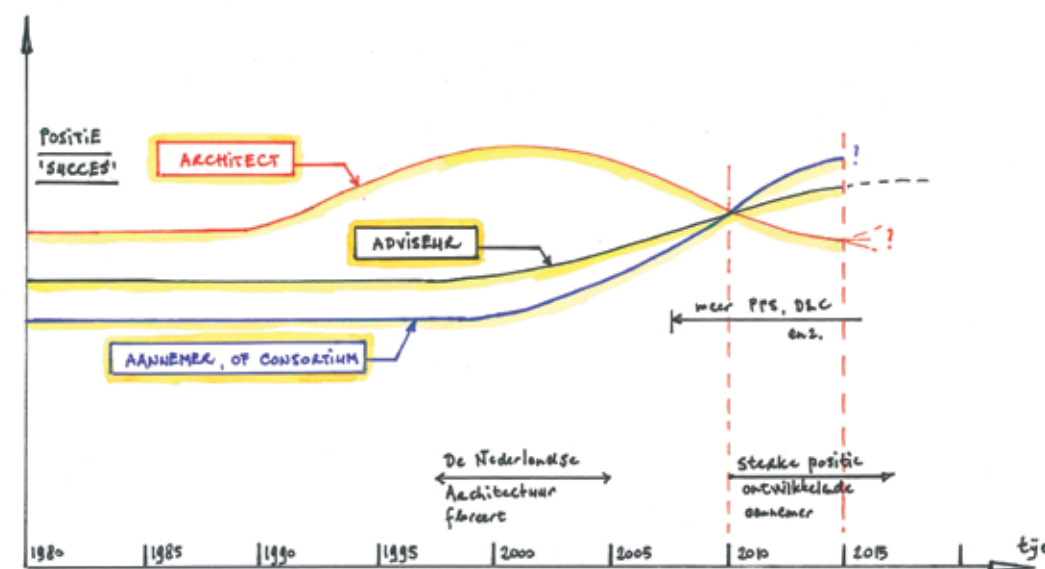 POSITIE
'SUCCES'
ARCHITECT
?
ADVISEUR
?
meer PPS, D&C
enz.
AANNEMER, OF CONSORTIUM
De Nederlandse
Architectuur
floreert
sterke positie
ontwikkelende
aannemer
1980
1985
1990
1995
2000
2005
2010
2015